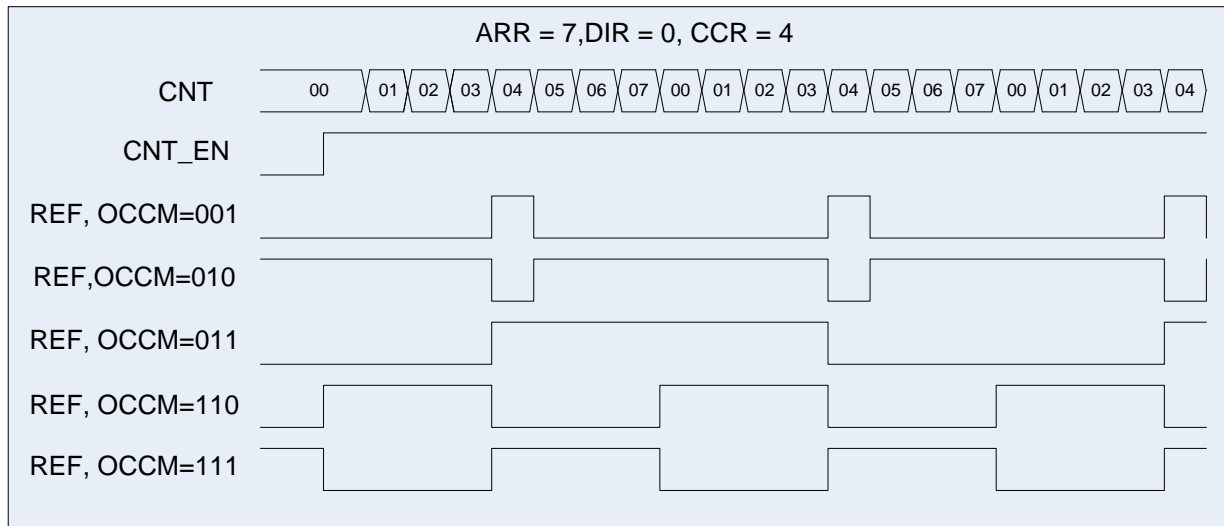 ARR = 7,DIR = 0, CCR = 4
CNT 00 01 02 03 04 05 06 07 00 01 02 03 04 05 06 07 00 01 02 03 04
CNT_EN
REF, OCCM=001
REF,OCCM=010
REF, OCCM=011
REF, OCCM=110
REF, OCCM=111